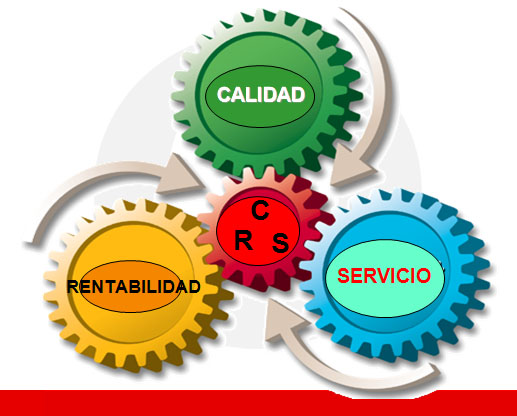 CALIDAD
C
R S
RENTABILIDAD
SERVICIO